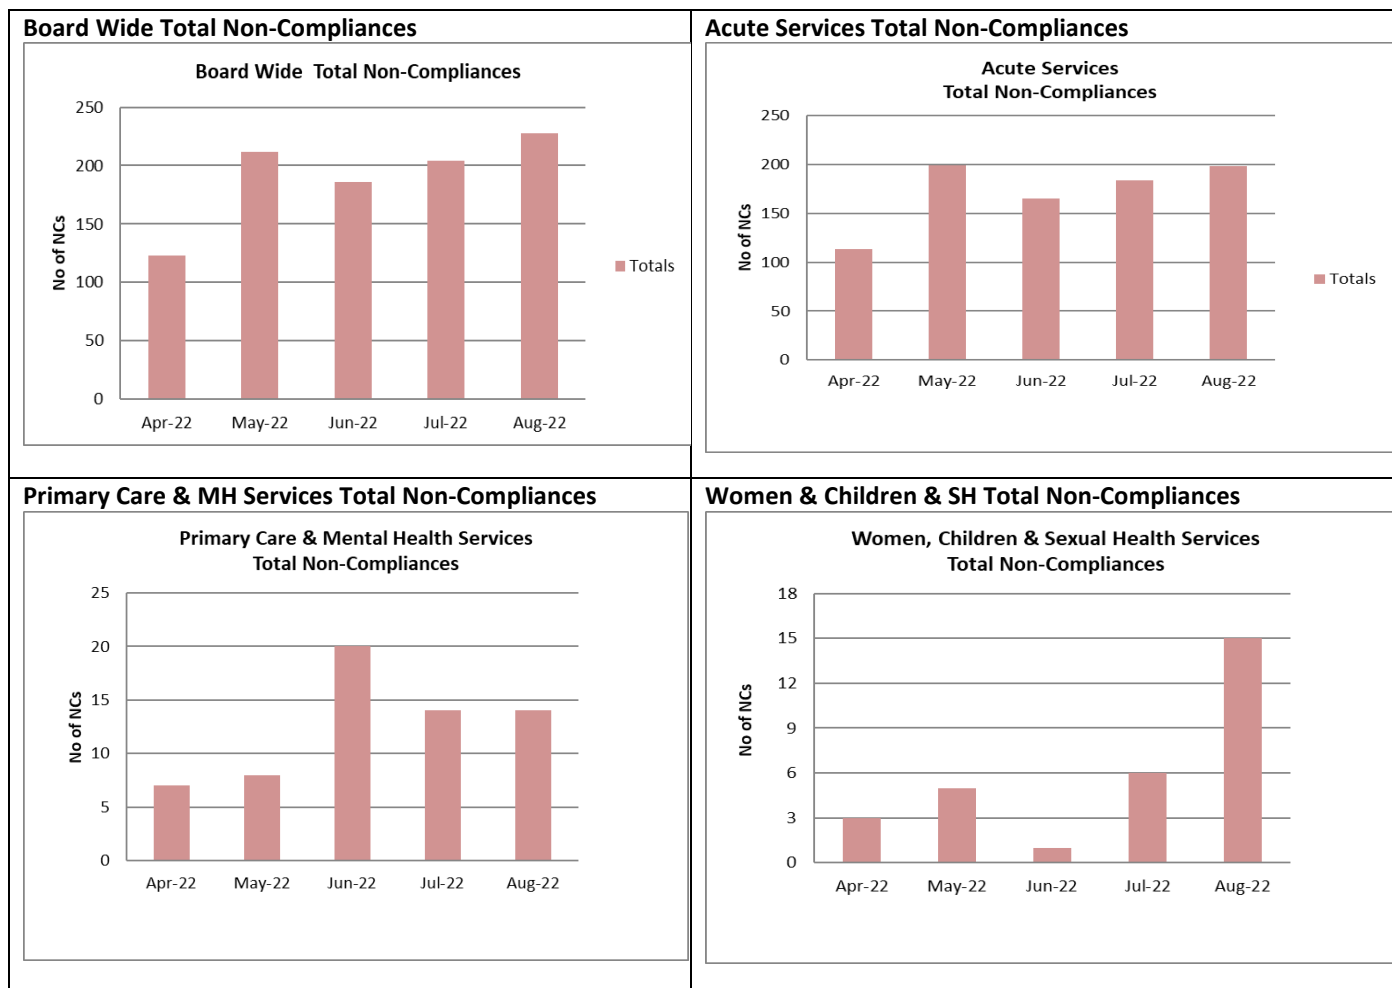 Board Wide Total Non-Compliances
Board Wide  Total Non-Compliances
250
200
150
100
50
0
No of NCs
Apr-22
May-22
Jun-22
Jul-22
Aug-22
Totals
Acute Services Total Non-Compliances
Acute Services
Total Non-Compliances
250
200
150
100
50
0
No of NCs
Apr-22
May-22
Jun-22
Jul-22
Aug-22
Totals
Primary Care & MH Services Total Non-Compliances
Primary Care & Mental Health Services
Total Non-Compliances
25
20
15
10
5
0
No of NCs
Apr-22
May-22
Jun-22
Jul-22
Aug-22
Women & Children & SH Total Non-Compliances
Women, Children & Sexual Health Services
Total Non-Compliances
18
15
12
9
6
3
0
No of NCs
Apr-22
May-22
Jun-22
Jul-22
Aug-22